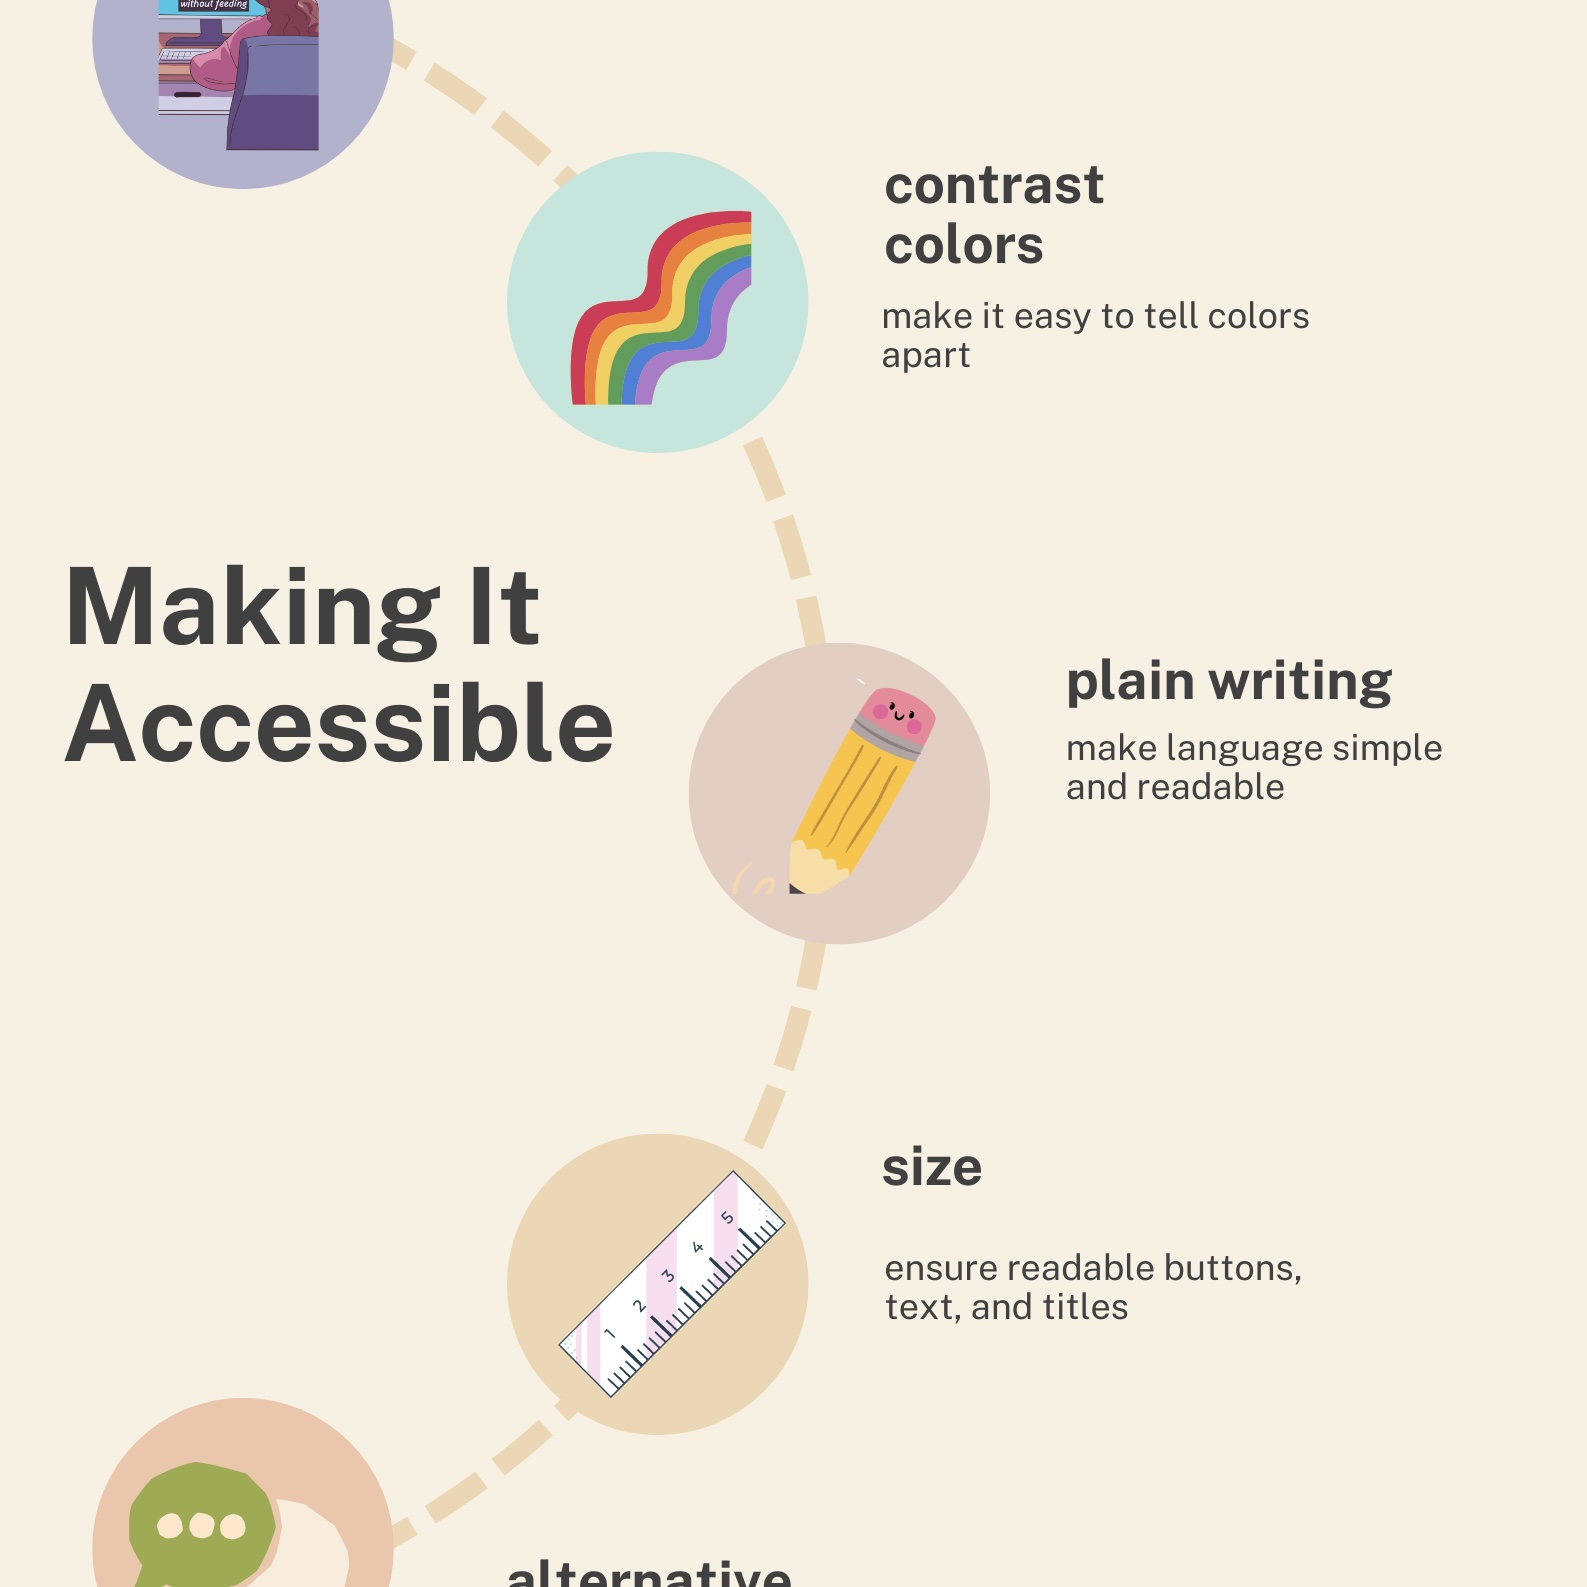 without feeding
contrast
colors
make it easy to tell colors
apart
Making It
Accessible
plain writing
make language simple
and readable
size
1 2 3 4 5
ensure readable buttons,
text, and titles
alternative